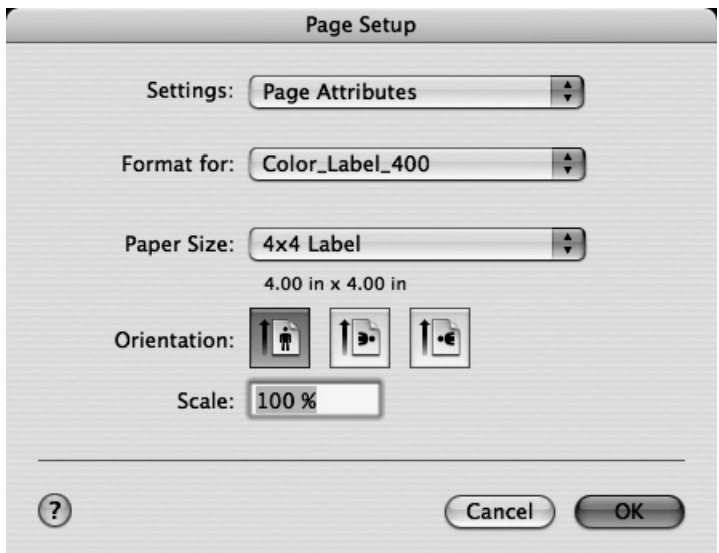 Page Setup
Settings: Page Attributes
Format for: Color_Label_400
Paper Size: 4x4 Label
4.00 in x 4.00 in
Orientation:
Scale: 100 %
? Cancel OK